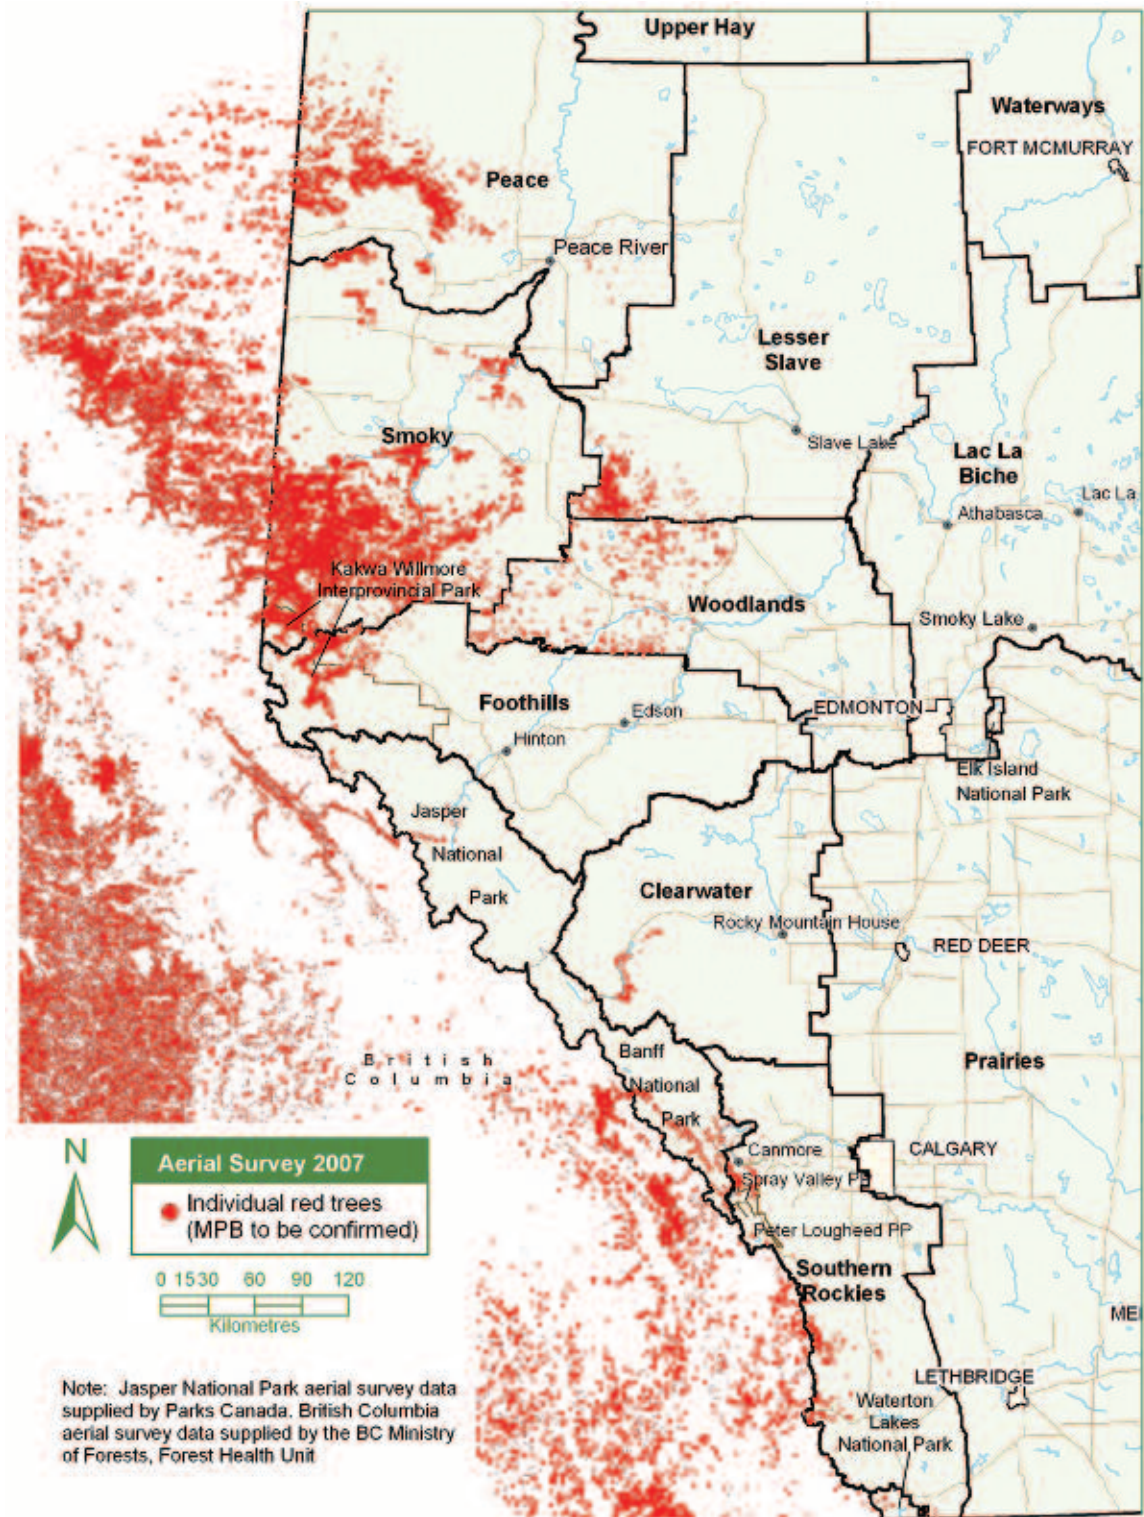 Upper Hay
Waterways
FORT MCMURRAY
Peace
Peace River
Lesser
Slave
Smoky
Slave Lake
Lac La
Biche
Lac La
Athabasca
Kakwa Willmore
Interprovincial Park
Woodlands
Smoky Lake
Foothills
Edson
EDMONTON
Hinton
Elk Island
National Park
Jasper
National
Park
Clearwater
Rocky Mountain House
RED DEER
British
Columbia
Banff
National
Park
Prairies
Canmore
CALGARY
Spray Valley PP
Peter Lougheed PP
Southern
Rockies
ME
LETHBRIDGE
Waterton
Lakes
National Park
N
Aerial Survey 2007
Individual red trees
(MPB to be confirmed)
0 15 30 60 90 120
Kilometres
Note: Jasper National Park aerial survey data
supplied by Parks Canada. British Columbia
aerial survey data supplied by the BC Ministry
of Forests, Forest Health Unit